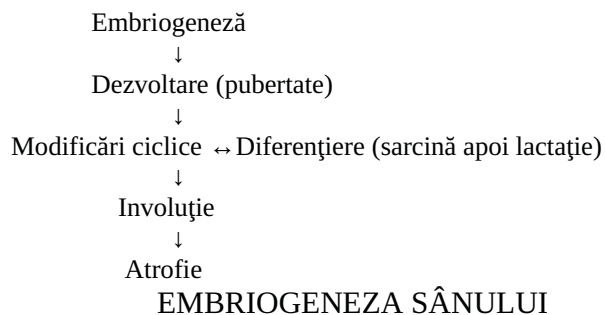 Embriogeneză
↓
Dezvoltare (pubertate)
↓
Modificări ciclice ↔Diferenţiere (sarcină apoi lactaţie)
↓
Involuţie
↓
Atrofie
EMBRIOGENEZA SÂNULUI